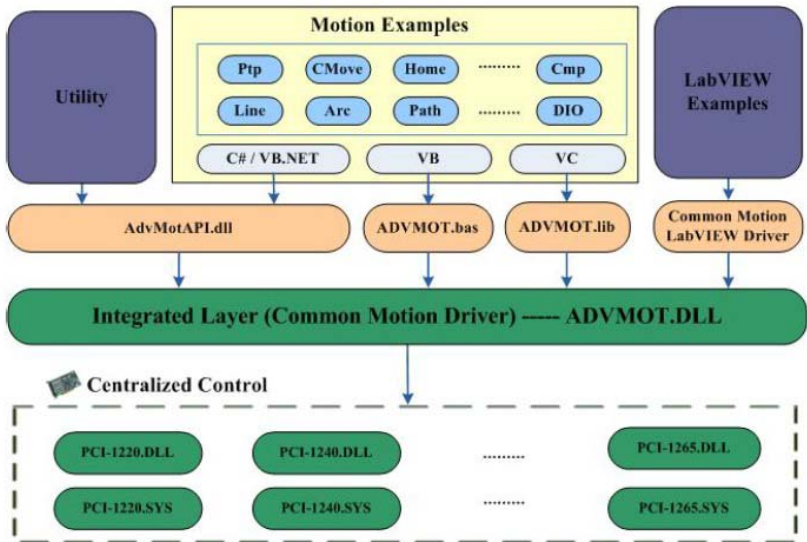 Utility
Motion Examples
Ptp
CMove
Home
.........
Cmp
Line
Arc
Path
.........
DIO
C# / VB.NET
VB
VC
LabVIEW
Examples
AdvMotAPI.dll
ADVMOT.bas
ADVMOT.lib
Common Motion
LabVIEW Driver
Integrated Layer (Common Motion Driver) ----- ADVMOT.DLL
Centralized Control
PCI-1220.DLL
PCI-1240.DLL
.........
PCI-1265.DLL
PCI-1220.SYS
PCI-1240.SYS
.........
PCI-1265.SYS